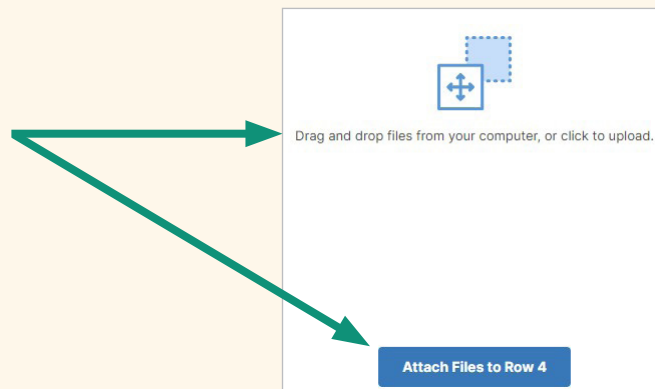 Drag and drop files from your computer, or click to upload.
Attach Files to Row 4